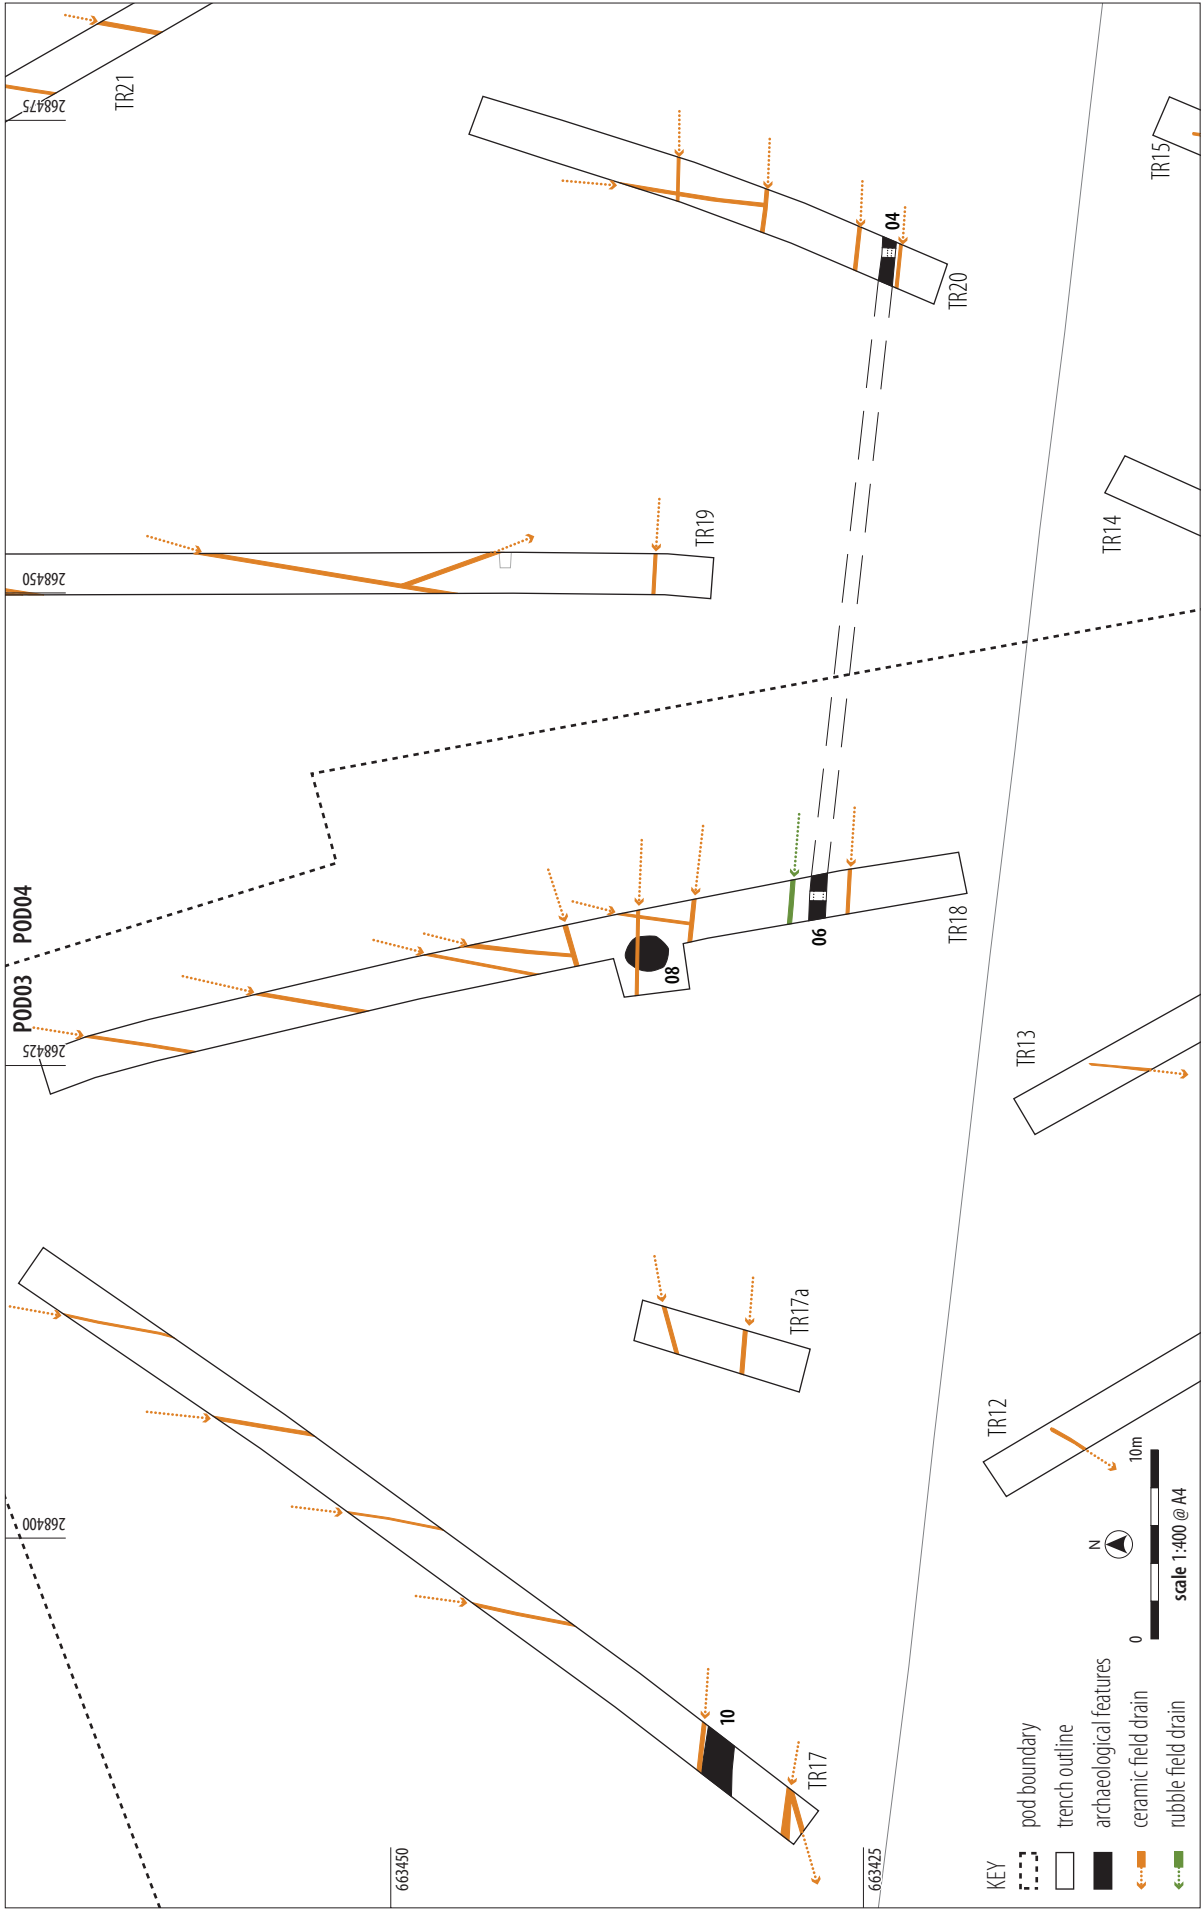 268400
268425
268450
268475
POD03 POD04
TR21
TR20
04
TR19
TR18
06
08
TR17a
TR17
10
663450
663425
TR12
TR13
TR14
TR15
KEY
pod boundary
trench outline
archaeological features
ceramic field drain
rubble field drain
N
0 10m
scale 1:400 @ A4